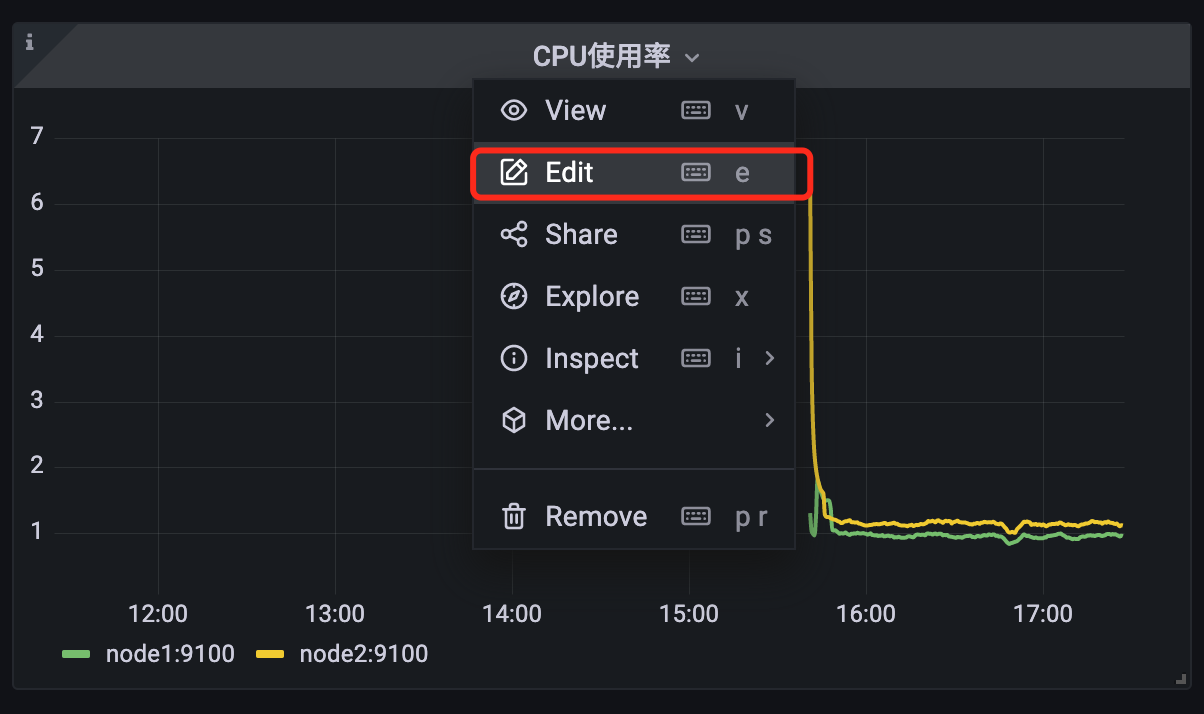 CPU使用率
View v
Edit e
Share p s
Explore x
Inspect i
More...
Remove p r
7
6
5
4
3
2
1
12:00 13:00 14:00 15:00 16:00 17:00
node1:9100 node2:9100